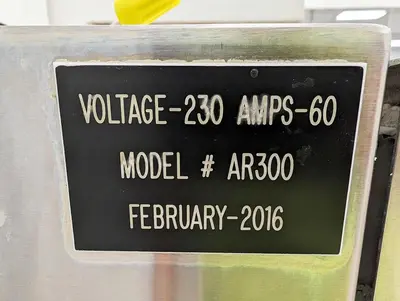 VOLTAGE-230 AMPS-60
MODEL # AR300
FEBRUARY-2016